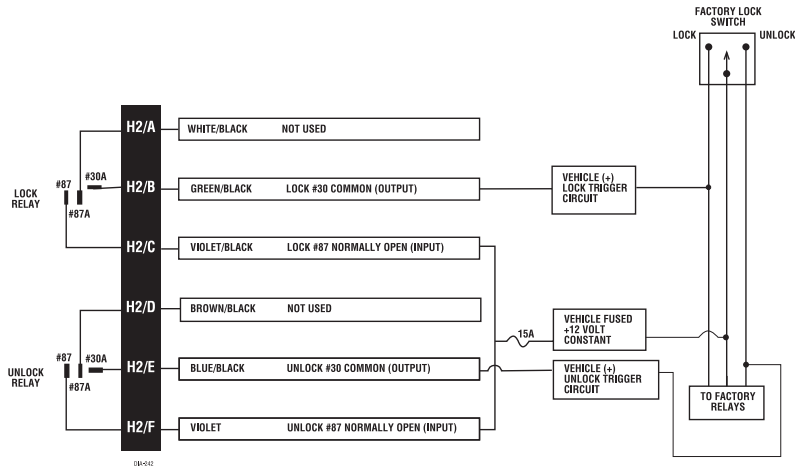 FACTORY LOCK
SWITCH
LOCK
UNLOCK
H2/A
WHITE/BLACK NOT USED
#87
#30A
LOCK
RELAY
#87A
H2/B
GREEN/BLACK LOCK #30 COMMON (OUTPUT)
VEHICLE (+)
LOCK TRIGGER
CIRCUIT
H2/C
VIOLET/BLACK LOCK #87 NORMALLY OPEN (INPUT)
H2/D
BROWN/BLACK NOT USED
15A
VEHICLE FUSED
+12 VOLT
CONSTANT
#87
#30A
UNLOCK
RELAY
#87A
H2/E
BLUE/BLACK UNLOCK #30 COMMON (OUTPUT)
VEHICLE (+)
UNLOCK TRIGGER
CIRCUIT
TO FACTORY
RELAYS
H2/F
VIOLET UNLOCK #87 NORMALLY OPEN (INPUT)
DIA-242